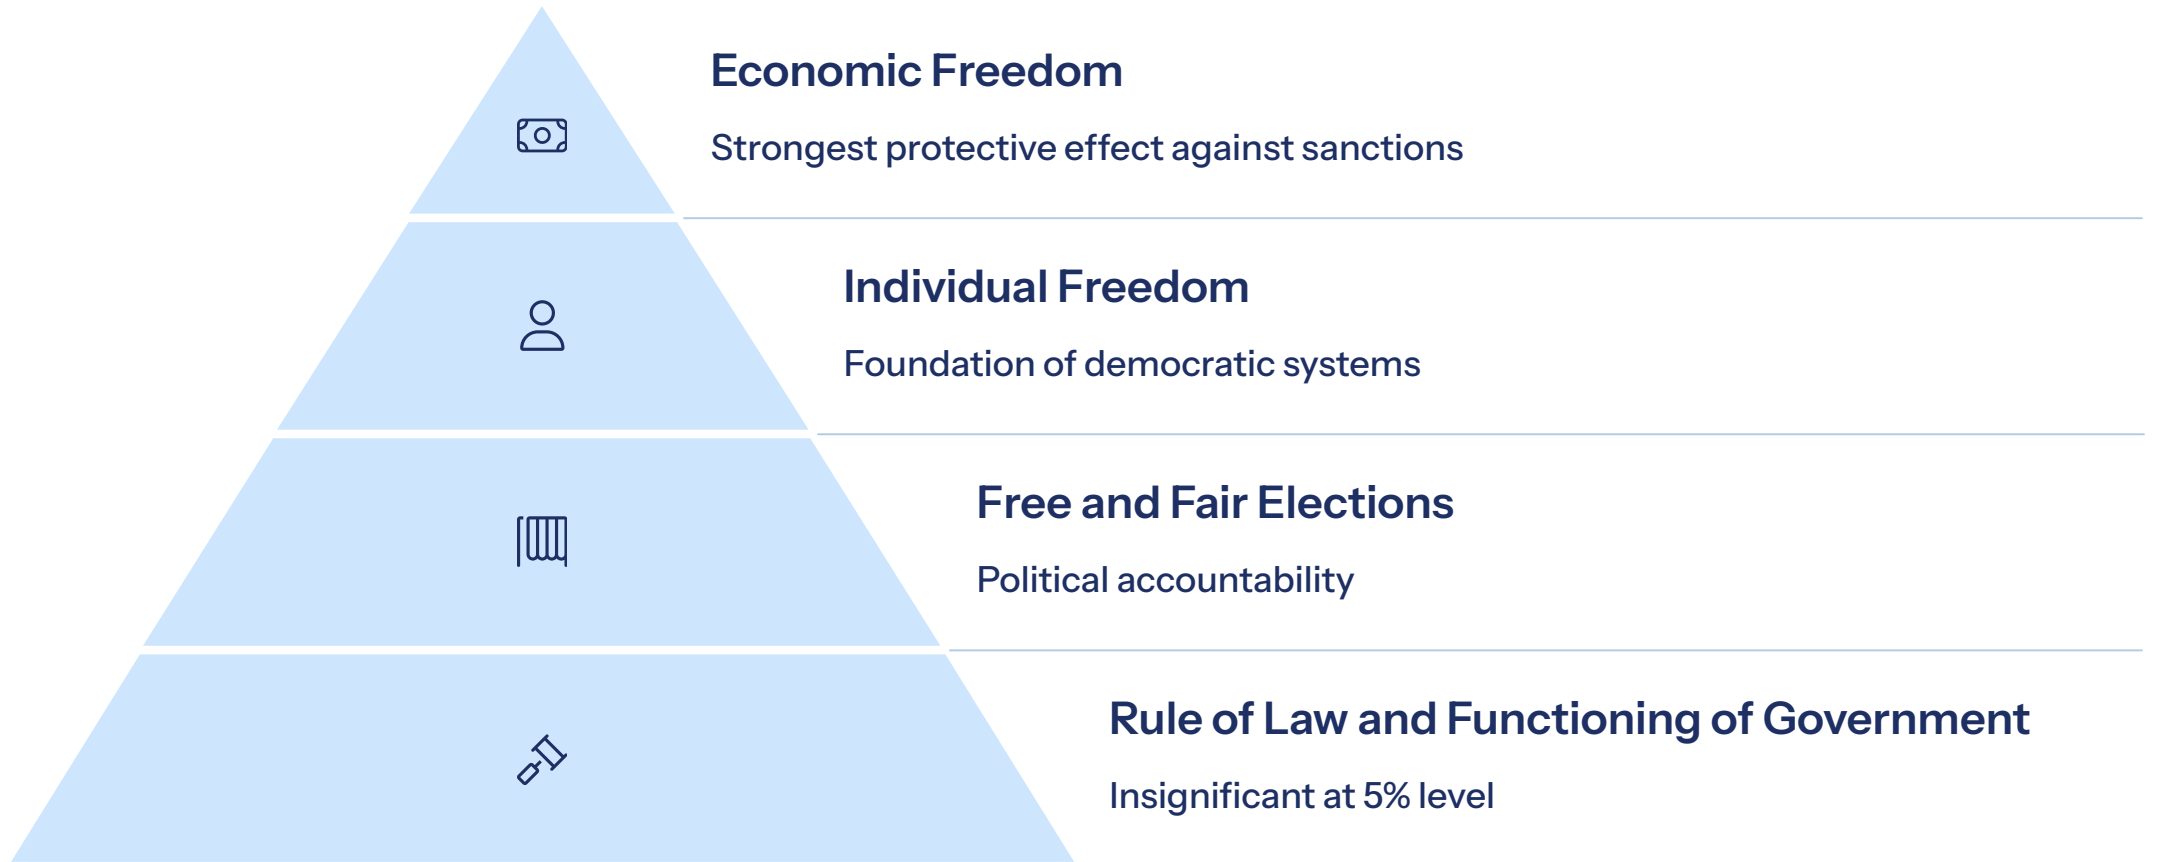 Economic Freedom
Strongest protective effect against sanctions
Individual Freedom
Foundation of democratic systems
Free and Fair Elections
Political accountability
Rule of Law and Functioning of Government
Insignificant at 5% level